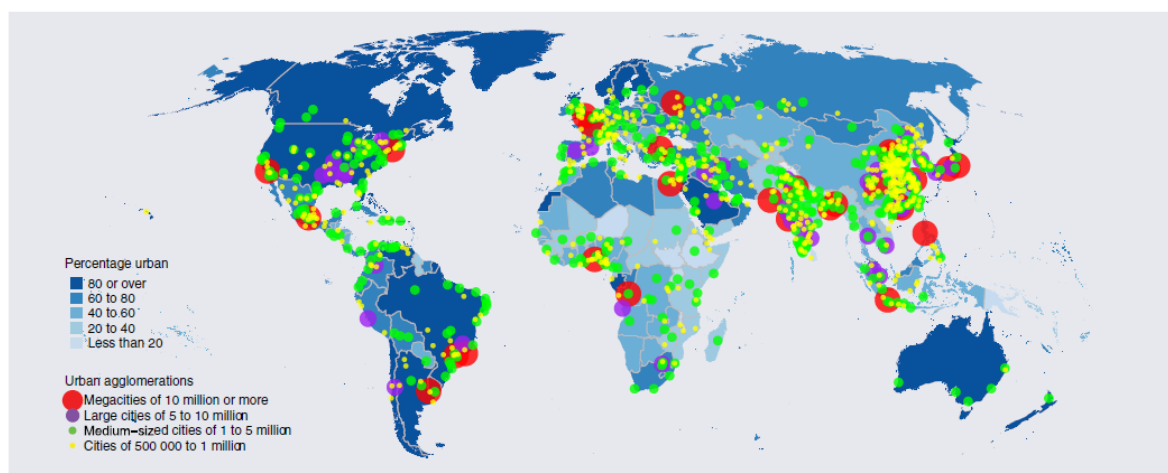 Percentage urban
80 or over
60 to 80
40 to 60
20 to 40
Less than 20
Urban agglomerations
Megacities of 10 million or more
Large cities of 5 to 10 million
Medium-sized cities of 1 to 5 million
Cities of 500 000 to 1 million